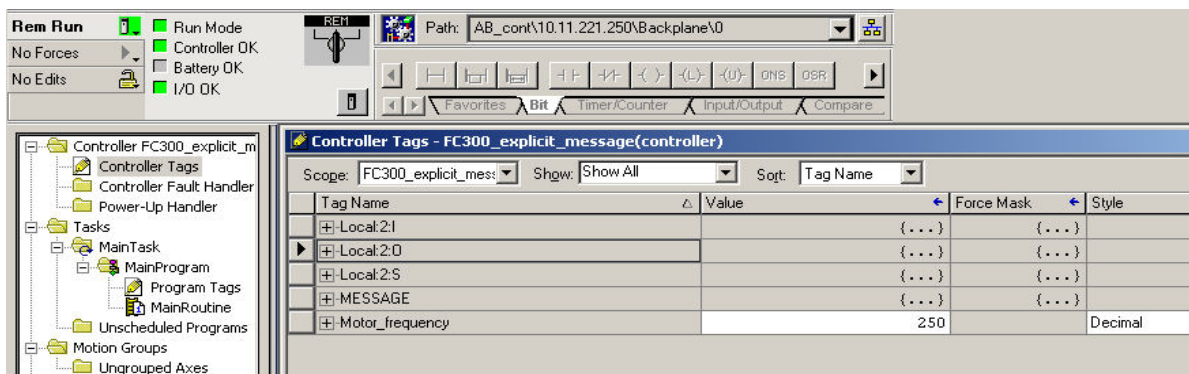 Rem Run
Run Mode
No Forces
Controller OK
No Edits
Battery OK
I/O OK
REM
Path: AB_cont\10.11.221.250\Backplane\0
(L) (U) ONS OSR
Favorites Bit Timer/Counter Input/Output Compare
Controller FC300_explicit_m
Controller Tags
Controller Fault Handler
Power-Up Handler
Tasks
MainTask
MainProgram
Program Tags
MainRoutine
Unscheduled Programs
Motion Groups
Ungrouped Axes
Controller Tags - FC300_explicit_message(controller)
Scope: FC300_explicit_mess Show: Show All Sort: Tag Name
Tag Name Value Force Mask Style
Local:2:I {...} {...}
Local:2:O {...} {...}
Local:2:S {...} {...}
MESSAGE {...} {...}
Motor_frequency 250 Decimal